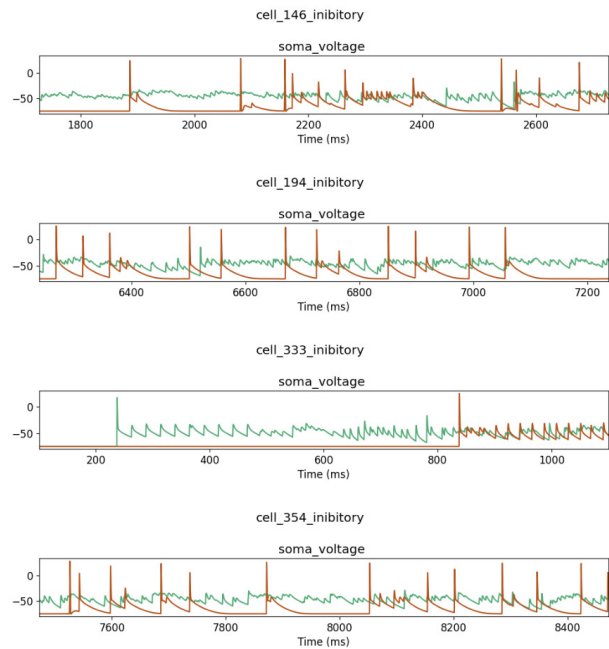 cell_146_inibitory
soma_voltage
0
−50
1800 2000 2200 2400 2600
Time (ms)
cell_194_inibitory
soma_voltage
0
−50
6400 6600 6800 7000 7200
Time (ms)
cell_333_inibitory
soma_voltage
0
−50
200 400 600 800 1000
Time (ms)
cell_354_inibitory
soma_voltage
0
−50
7600 7800 8000 8200 8400
Time (ms)